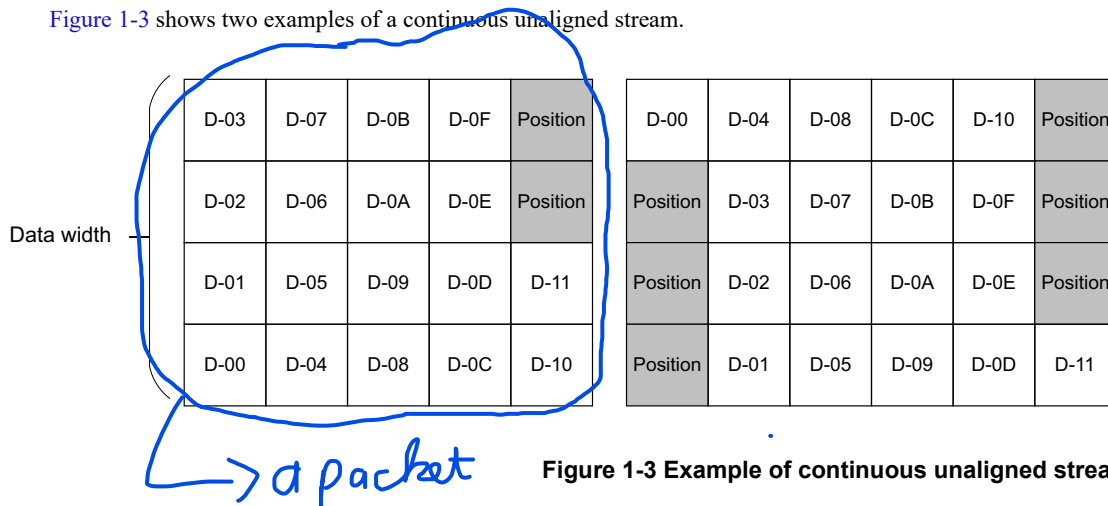 Figure 1-3 shows two examples of a continuous unaligned stream.
D-03 D-07 D-0B D-0F Position D-00 D-04 D-08 D-0C D-10 Position
D-02 D-06 D-0A D-0E Position Position D-03 D-07 D-0B D-0F Position
Data width
D-01 D-05 D-09 D-0D D-11 Position D-02 D-06 D-0A D-0E Position
D-00 D-04 D-08 D-0C D-10 Position D-01 D-05 D-09 D-0D D-11
a packet
Figure 1-3 Example of continuous unaligned strea